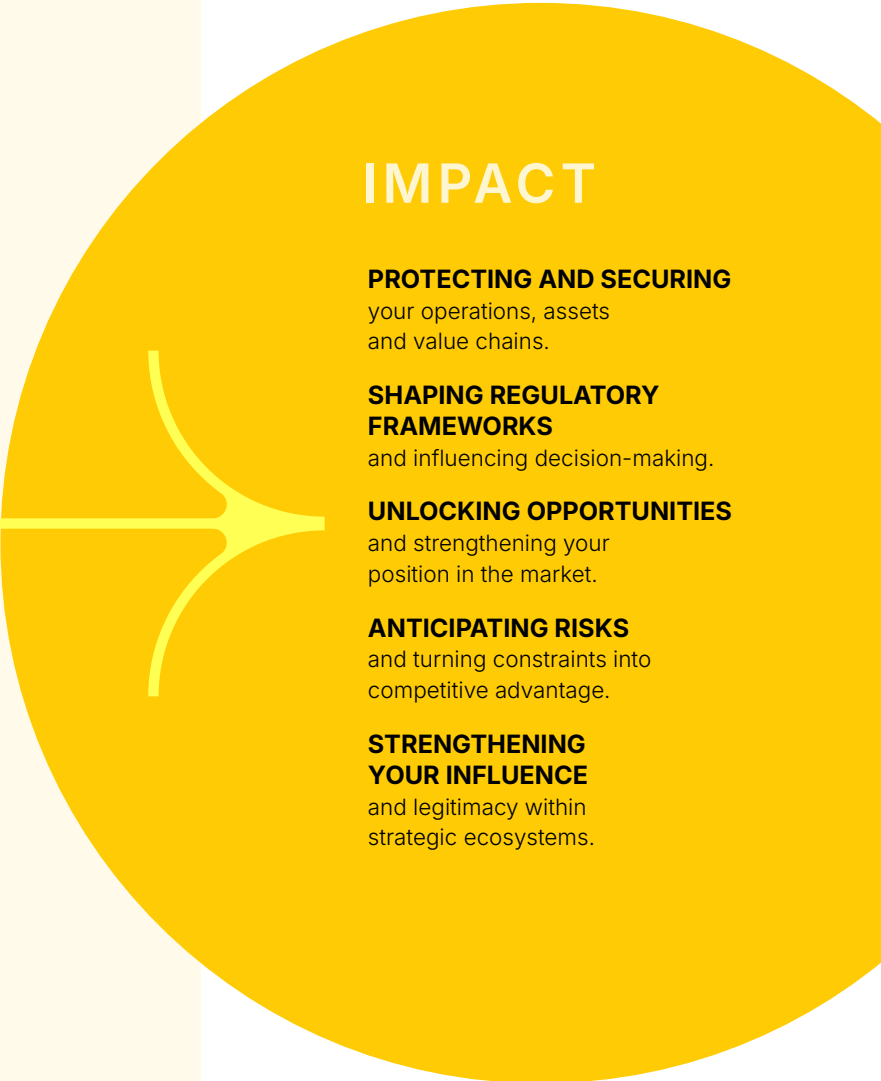 IMPACT
PROTECTING AND SECURING
your operations, assets
and value chains.
SHAPING REGULATORY
FRAMEWORKS
and influencing decision-making.
UNLOCKING OPPORTUNITIES
and strengthening your
position in the market.
ANTICIPATING RISKS
and turning constraints into
competitive advantage.
STRENGTHENING
YOUR INFLUENCE
and legitimacy within
strategic ecosystems.